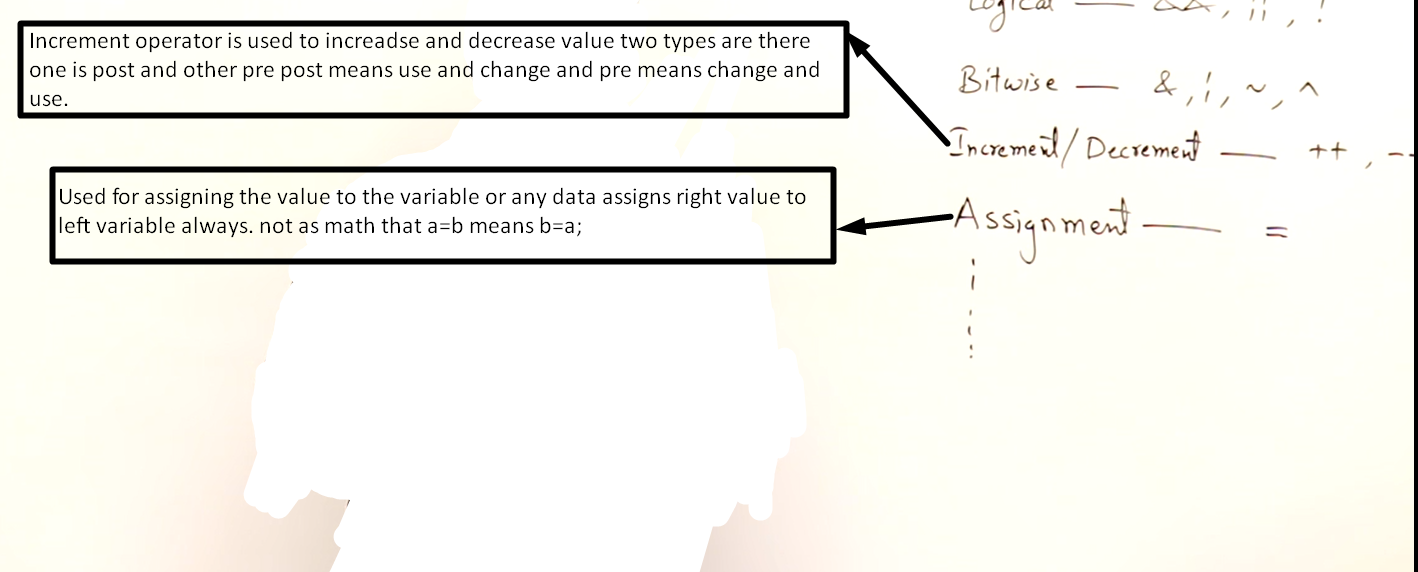 Logical — &&, ||, !
Increment operator is used to increadse and decrease value two types are there
one is post and other pre post means use and change and pre means change and
use.
Bitwise — &, |, ~, ^
Increment/Decrement — ++, --
Used for assigning the value to the variable or any data assigns right value to
left variable always. not as math that a=b means b=a;
Assignment — =